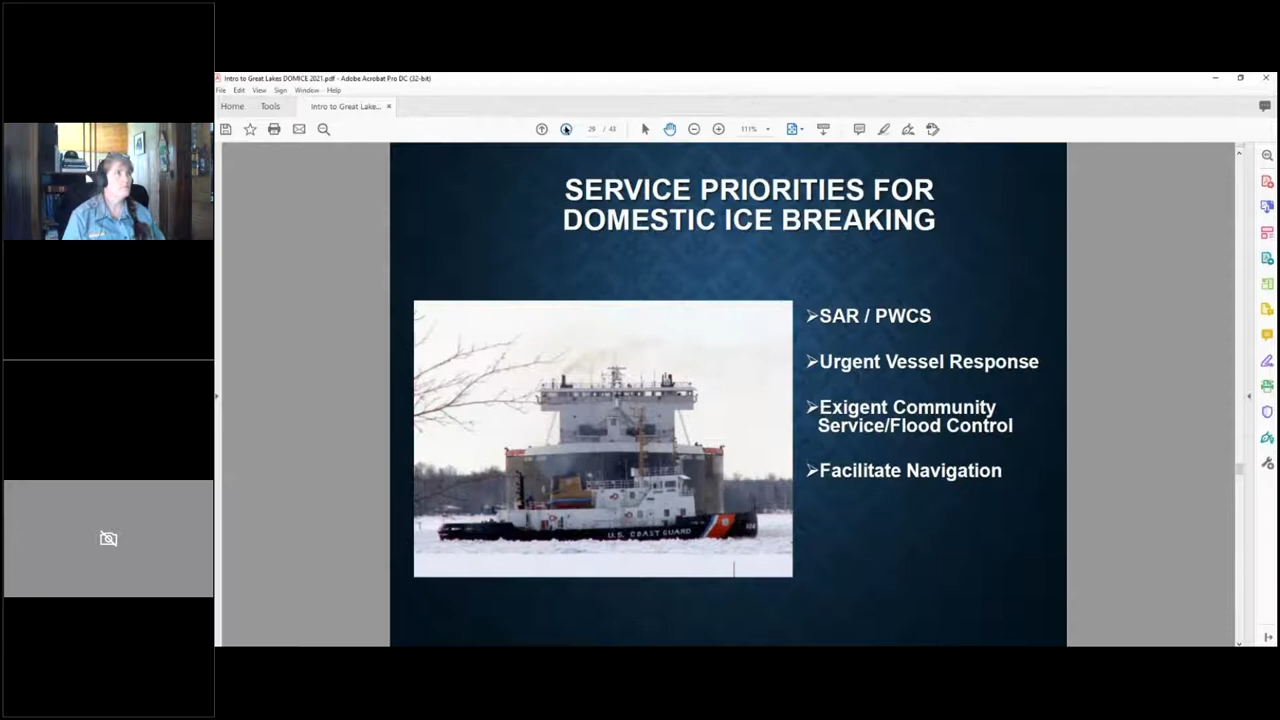 Intro to Great Lakes DOMICE 2021.pdf - Adobe Acrobat Pro DC (32-bit)
File Edit View Sign Window Help
Home Tools Intro to Great Lake... ×
29 / 43 111%
SERVICE PRIORITIES FOR
DOMESTIC ICE BREAKING
SAR / PWCS
Urgent Vessel Response
Exigent Community
Service/Flood Control
Facilitate Navigation
U.S. COAST GUARD